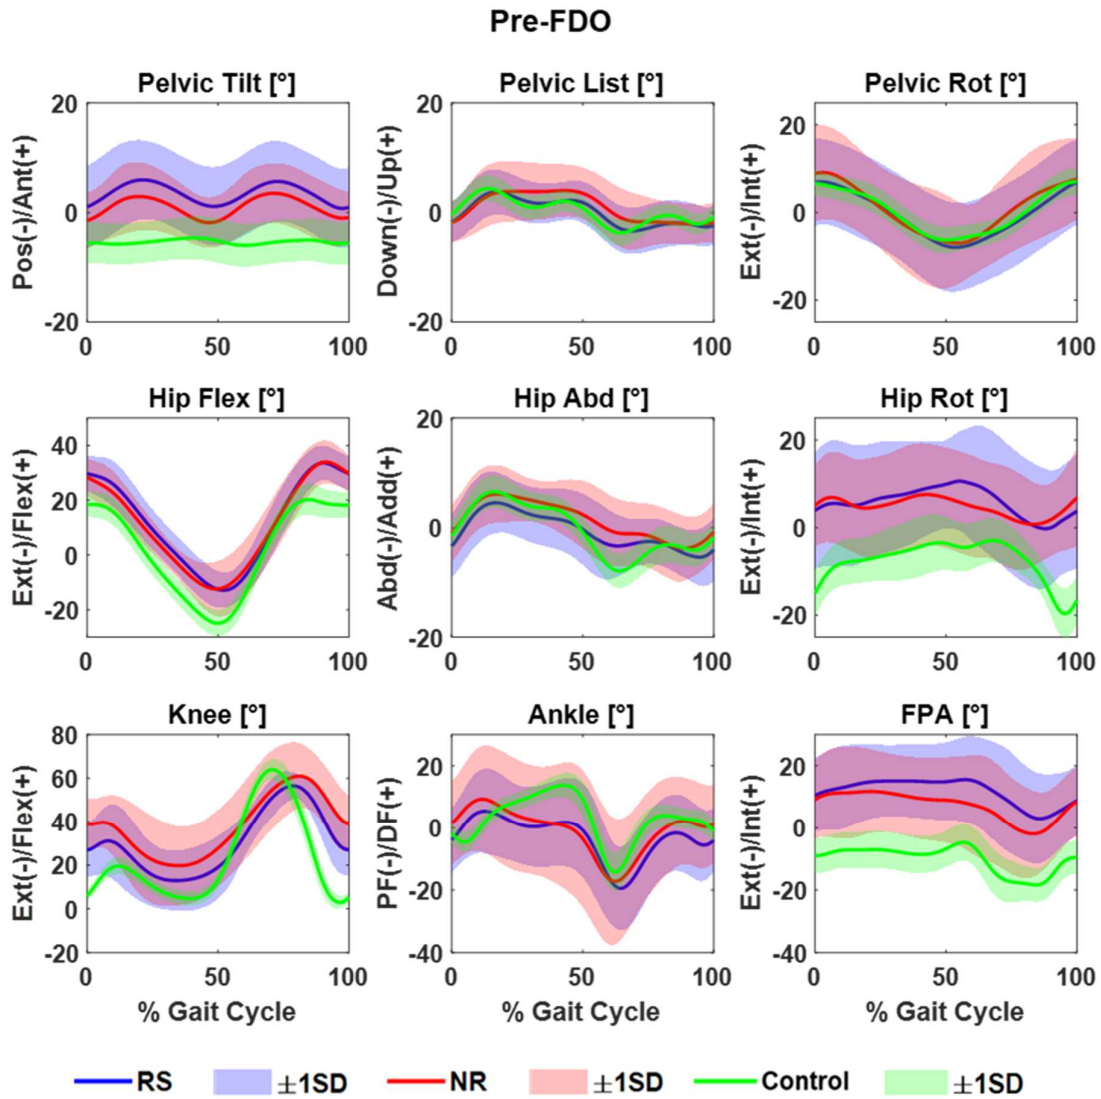 Pre-FDO
Pelvic Tilt [°]
Pelvic List [°]
Pelvic Rot [°]
Pos(-)/Ant(+)
20
0
-20
0 50 100
Down(-)/Up(+)
20
0
-20
0 50 100
Ext(-)/Int(+)
20
0
-20
0 50 100
Hip Flex [°]
Hip Abd [°]
Hip Rot [°]
Ext(-)/Flex(+)
40
20
0
-20
0 50 100
Abd(-)/Add(+)
20
0
-20
0 50 100
Ext(-)/Int(+)
20
0
-20
0 50 100
Knee [°]
Ankle [°]
FPA [°]
Ext(-)/Flex(+)
80
60
40
20
0
-20
0 50 100
% Gait Cycle
PF(-)/DF(+)
20
0
-20
-40
0 50 100
% Gait Cycle
Ext(-)/Int(+)
20
0
-20
-40
0 50 100
% Gait Cycle
RS ±1SD NR ±1SD Control ±1SD